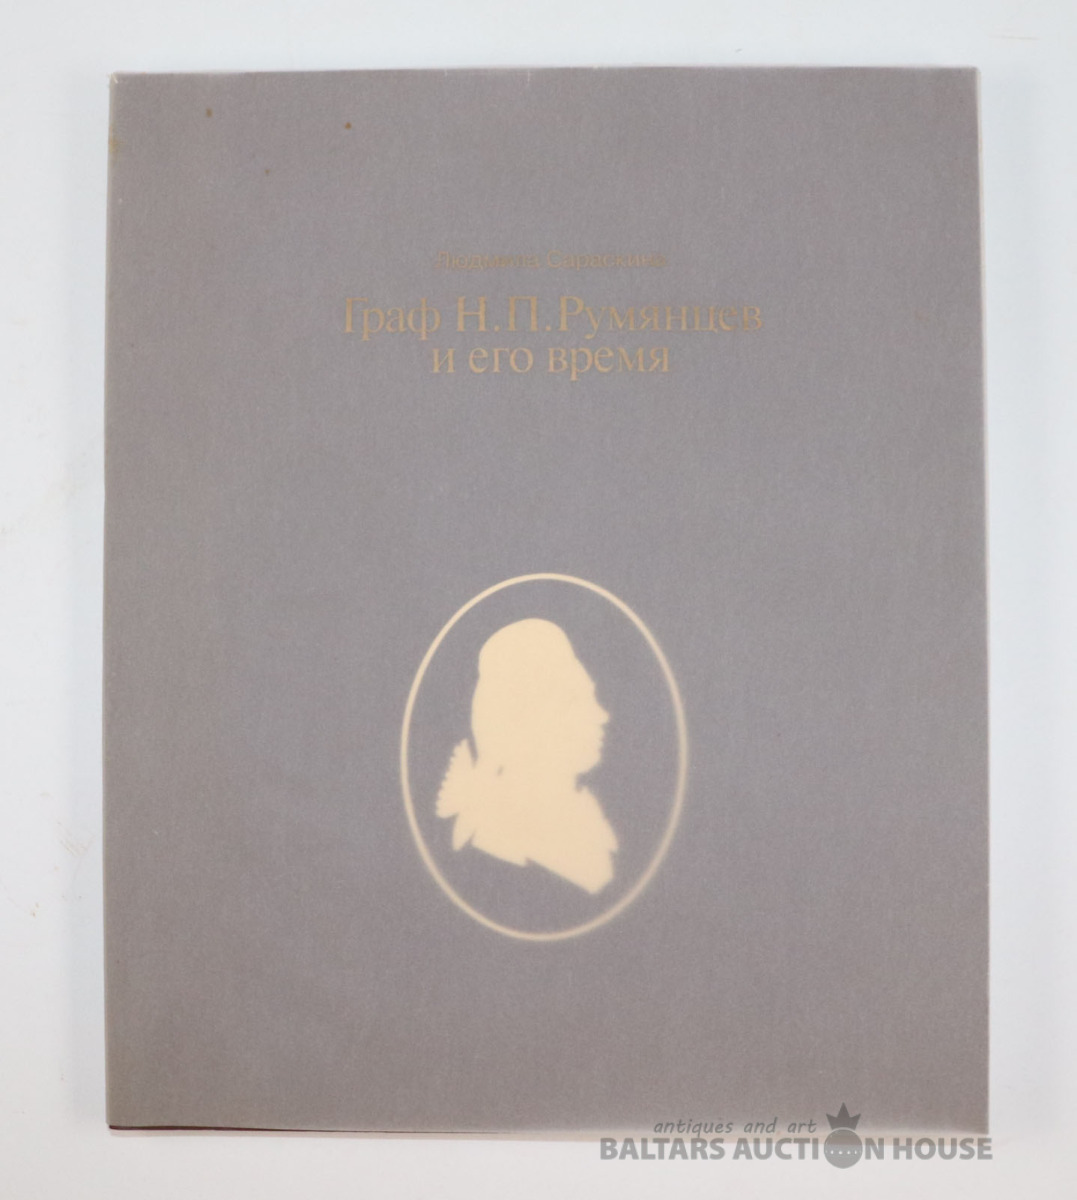 Людмила Сараскина
Граф Н.П.Румянцев
и его время
antiques and art
BALTARS AUCTION HOUSE